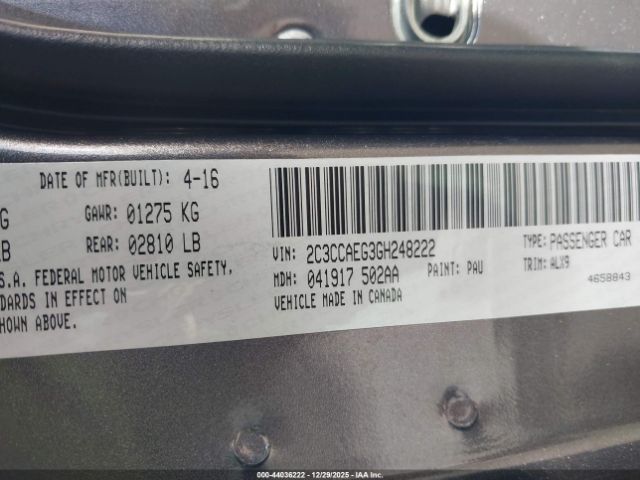 DATE OF MFR(BUILT): 4-16
G GAWR: 01275 KG
LB REAR: 02810 LB
S.A. FEDERAL MOTOR VEHICLE SAFETY,
DARDS IN EFFECT ON
HOWN ABOVE.
VIN: 2C3CCAEG3GH248222
MDH: 041917 502AA PAINT: PAU
VEHICLE MADE IN CANADA
TYPE: PASSENGER CAR
TRIM: ALX9
4658843
000-44036222 - 12/29/2025 - IAA Inc.